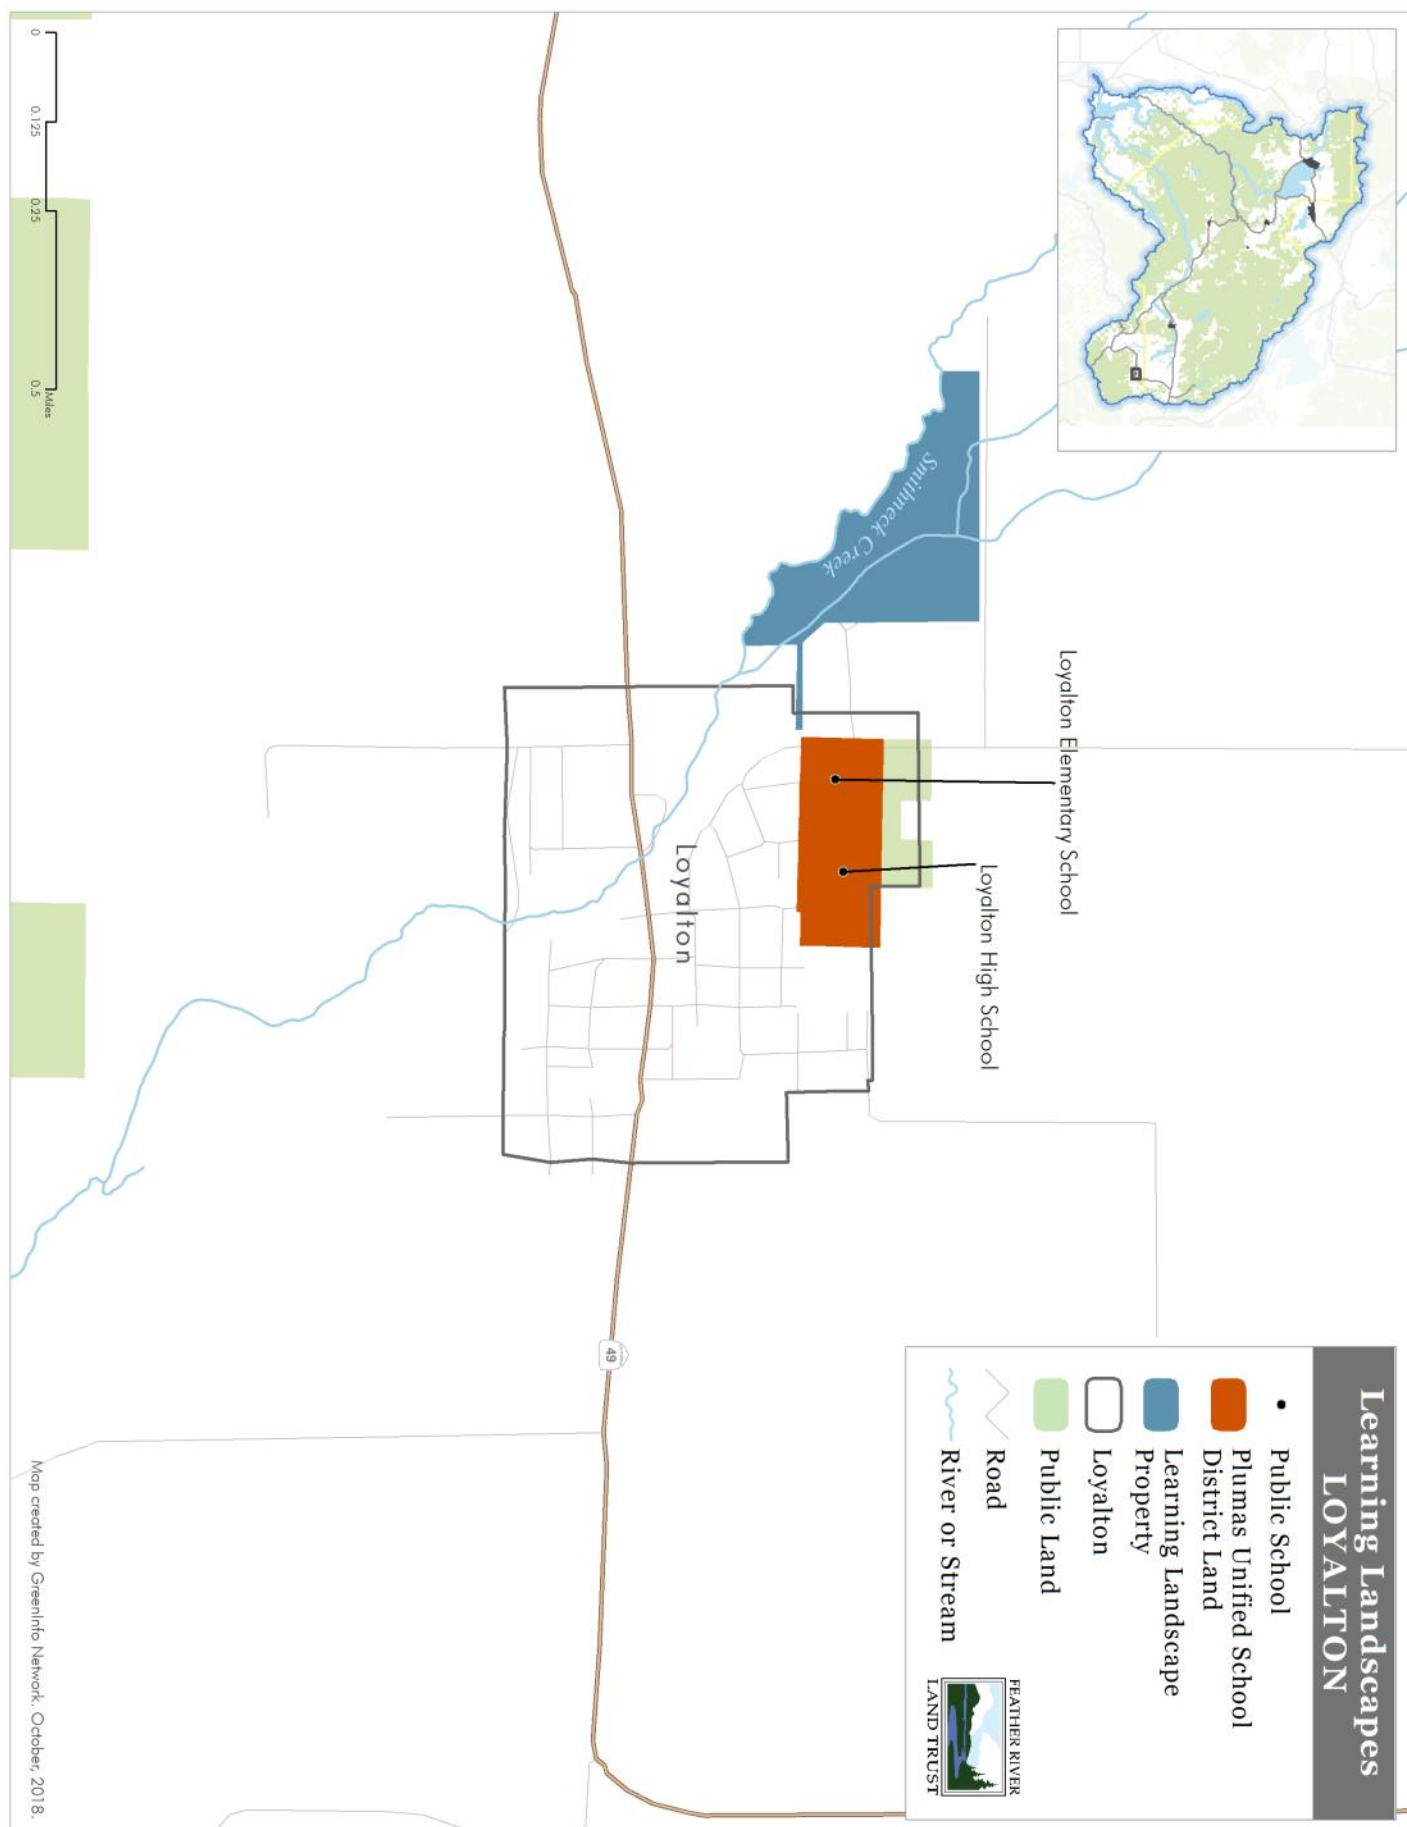 Learning Landscapes
LOYALTON
Public School
Plumas Unified School
District Land
Learning Landscape
Property
Loyalton
Public Land
Road
River or Stream
FEATHER RIVER
LAND TRUST
Loyalton Elementary School
Loyalton High School
Smithneck Creek
Loyalton
49
0
0.125
0.25
0.5
Miles
Map created by GreenInfo Network. October, 2018.